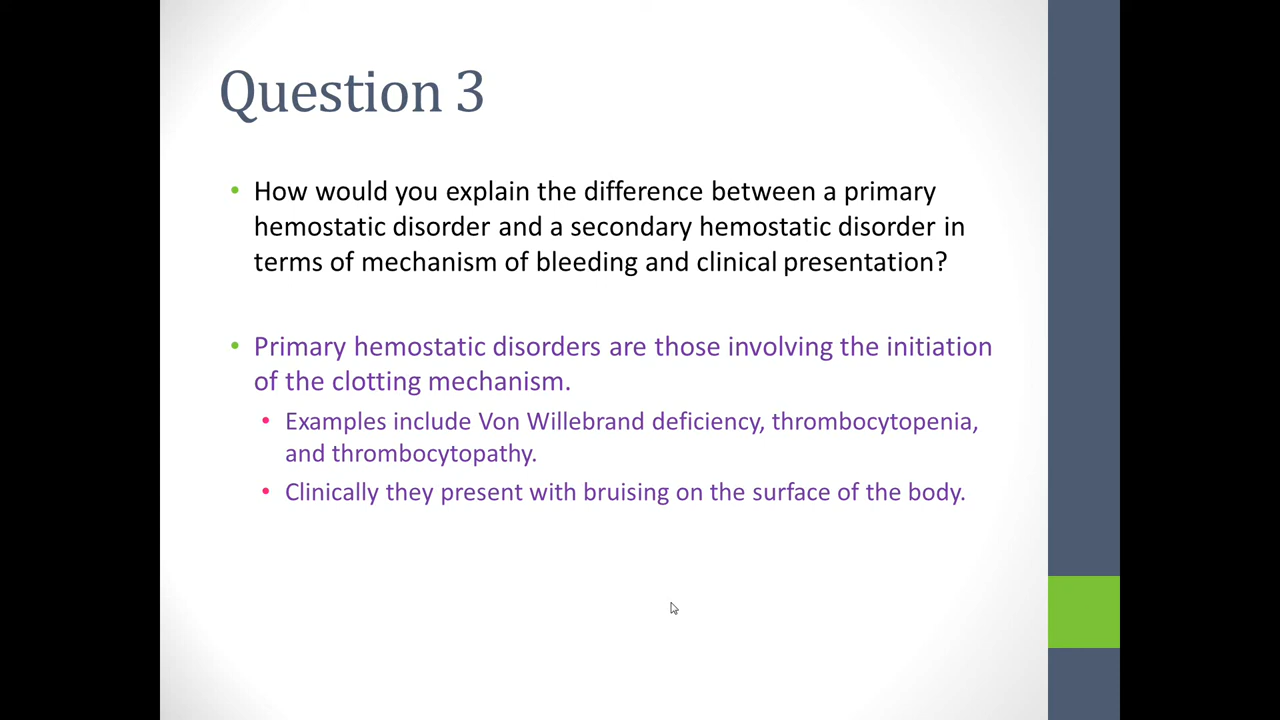 Question 3
• How would you explain the difference between a primary
hemostatic disorder and a secondary hemostatic disorder in
terms of mechanism of bleeding and clinical presentation?
• Primary hemostatic disorders are those involving the initiation
of the clotting mechanism.
• Examples include Von Willebrand deficiency, thrombocytopenia,
and thrombocytopathy.
• Clinically they present with bruising on the surface of the body.